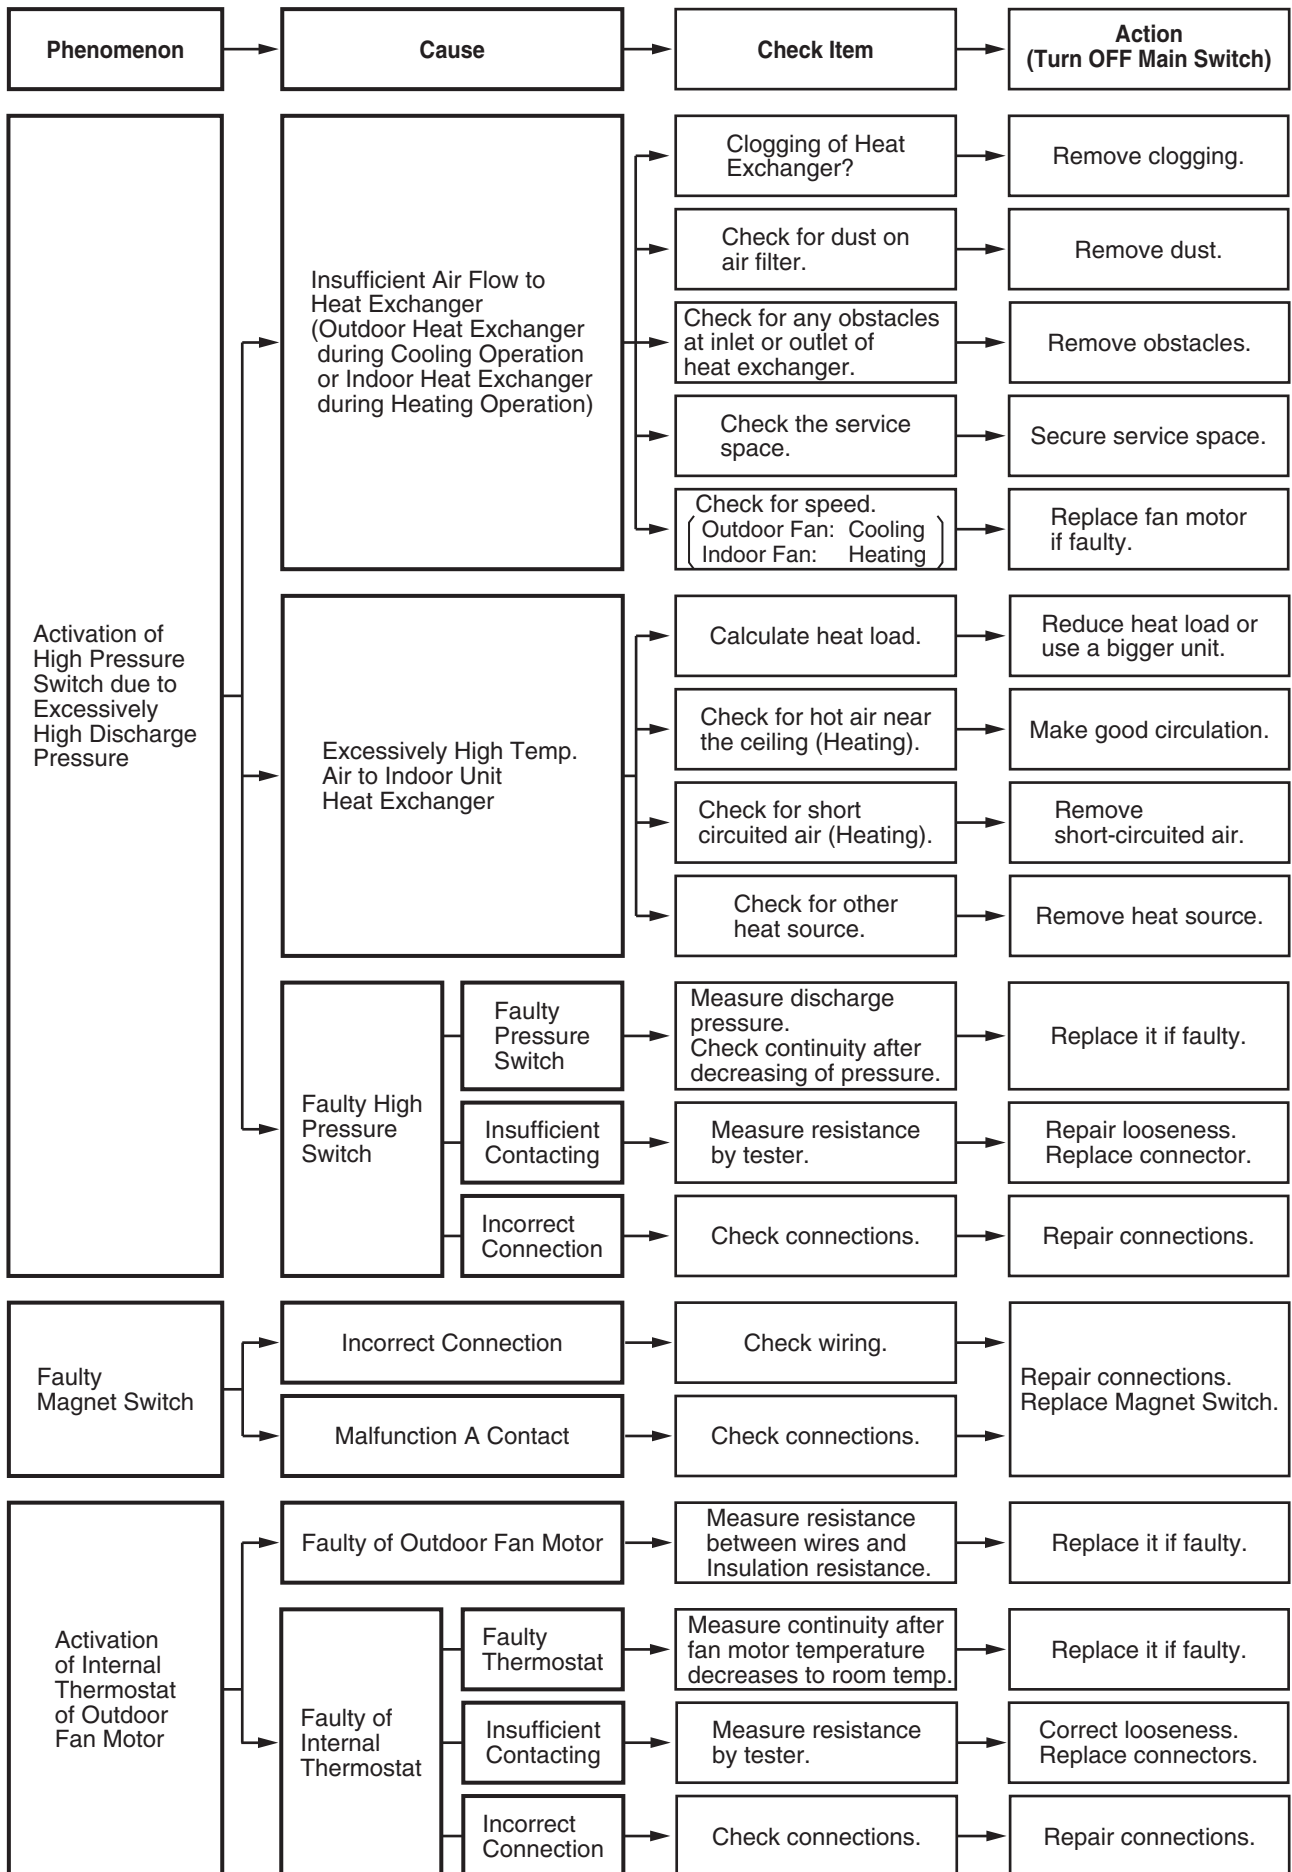 Phenomenon
Cause
Check Item
Action
(Turn OFF Main Switch)
Activation of
High Pressure
Switch due to
Excessively
High Discharge
Pressure
Insufficient Air Flow to
Heat Exchanger
(Outdoor Heat Exchanger
during Cooling Operation
or Indoor Heat Exchanger
during Heating Operation)
Clogging of Heat
Exchanger?
Remove clogging.
Check for dust on
air filter.
Remove dust.
Check for any obstacles
at inlet or outlet of
heat exchanger.
Remove obstacles.
Check the service
space.
Secure service space.
Check for speed.
Outdoor Fan: Cooling
Indoor Fan: Heating
Replace fan motor
if faulty.
Excessively High Temp.
Air to Indoor Unit
Heat Exchanger
Calculate heat load.
Reduce heat load or
use a bigger unit.
Check for hot air near
the ceiling (Heating).
Make good circulation.
Check for short
circuited air (Heating).
Remove
short-circuited air.
Check for other
heat source.
Remove heat source.
Faulty High
Pressure
Switch
Faulty
Pressure
Switch
Measure discharge
pressure.
Check continuity after
decreasing of pressure.
Replace it if faulty.
Insufficient
Contacting
Measure resistance
by tester.
Repair looseness.
Replace connector.
Incorrect
Connection
Check connections.
Repair connections.
Faulty
Magnet Switch
Incorrect Connection
Check wiring.
Malfunction A Contact
Check connections.
Repair connections.
Replace Magnet Switch.
Activation
of Internal
Thermostat
of Outdoor
Fan Motor
Faulty of Outdoor Fan Motor
Measure resistance
between wires and
Insulation resistance.
Replace it if faulty.
Faulty of
Internal
Thermostat
Faulty
Thermostat
Measure continuity after
fan motor temperature
decreases to room temp.
Replace it if faulty.
Insufficient
Contacting
Measure resistance
by tester.
Correct looseness.
Replace connectors.
Incorrect
Connection
Check connections.
Repair connections.